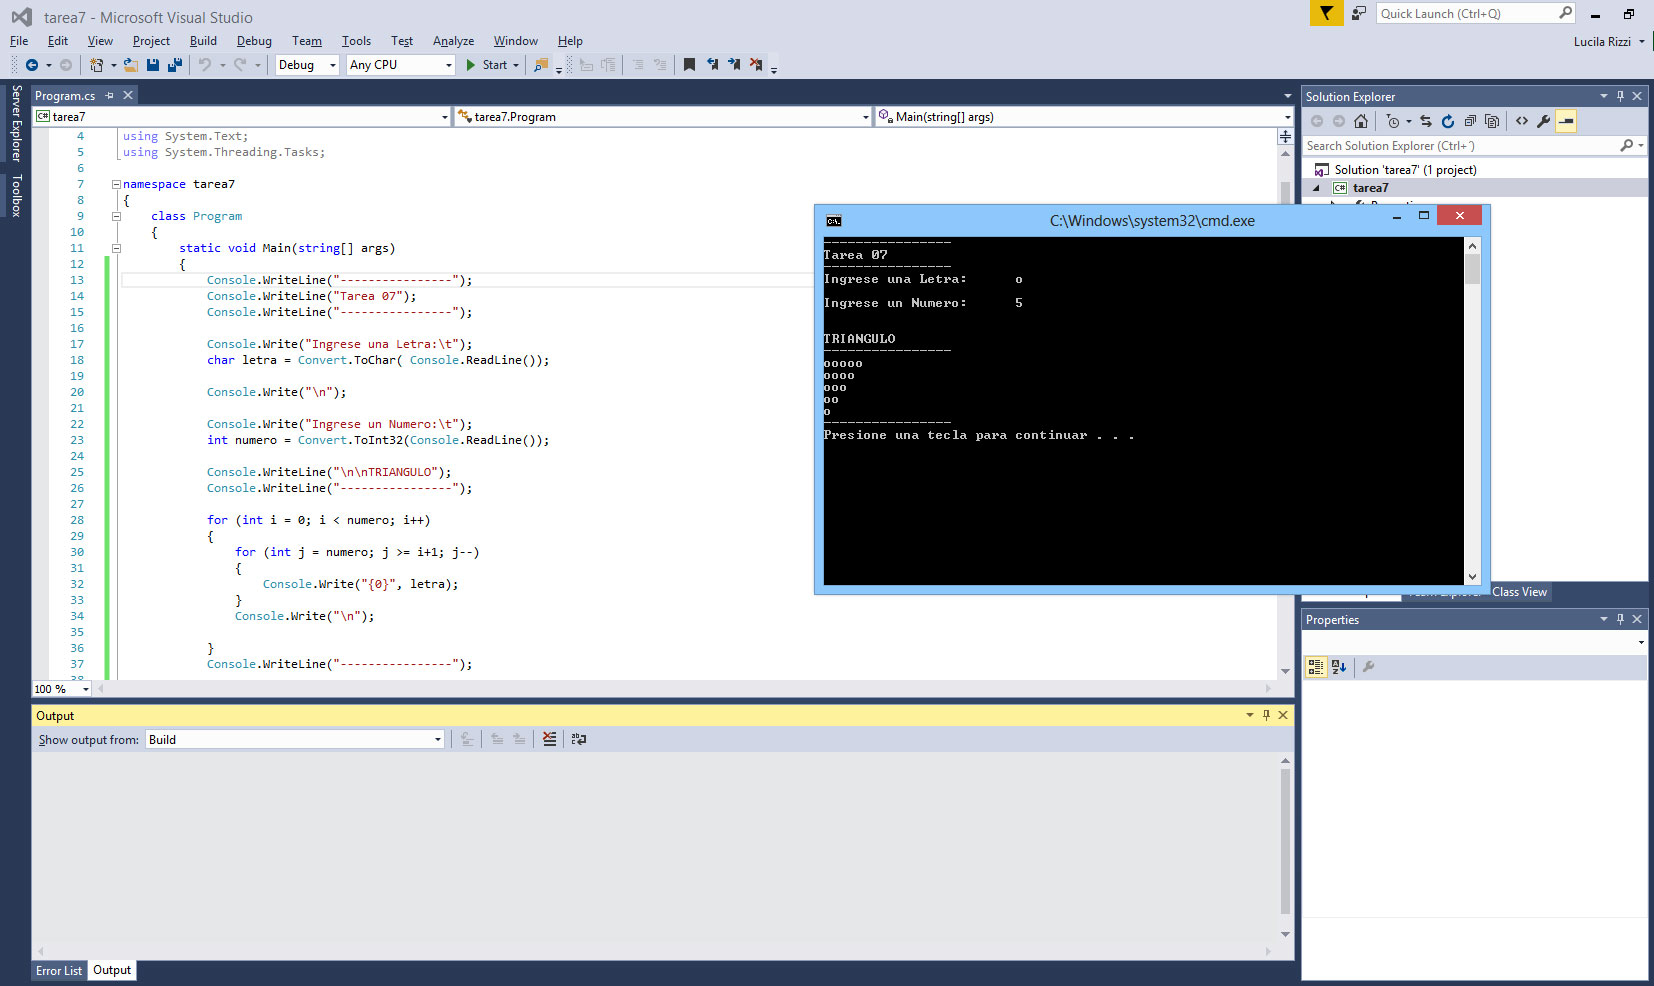 tarea7 - Microsoft Visual Studio
Quick Launch (Ctrl+Q)
File Edit View Project Build Debug Team Tools Test Analyze Window Help
Lucila Rizzi
Debug Any CPU Start
Server Explorer
Toolbox
Program.cs
tarea7 tarea7.Program Main(string[] args)
4 using System.Text;
5 using System.Threading.Tasks;
6
7 namespace tarea7
8 {
9 class Program
10 {
11 static void Main(string[] args)
12 {
13 Console.WriteLine("----------------");
14 Console.WriteLine("Tarea 07");
15 Console.WriteLine("----------------");
16
17 Console.Write("Ingrese una Letra:\t");
18 char letra = Convert.ToChar( Console.ReadLine());
19
20 Console.Write("\n");
21
22 Console.Write("Ingrese un Numero:\t");
23 int numero = Convert.ToInt32(Console.ReadLine());
24
25 Console.WriteLine("\n\nTRIANGULO");
26 Console.WriteLine("----------------");
27
28 for (int i = 0; i < numero; i++)
29 {
30 for (int j = numero; j >= i+1; j--)
31 {
32 Console.Write("{0}", letra);
33 }
34 Console.Write("\n");
35
36 }
37 Console.WriteLine("----------------");
38
100 %
C:\Windows\system32\cmd.exe
----------------
Tarea 07
----------------
Ingrese una Letra: o
Ingrese un Numero: 5
TRIANGULO
----------------
ooooo
oooo
ooo
oo
o
----------------
Presione una tecla para continuar . . .
Solution Explorer
Search Solution Explorer (Ctrl+´)
Solution 'tarea7' (1 project)
C# tarea7
Class View
Properties
Output
Show output from: Build
Error List Output